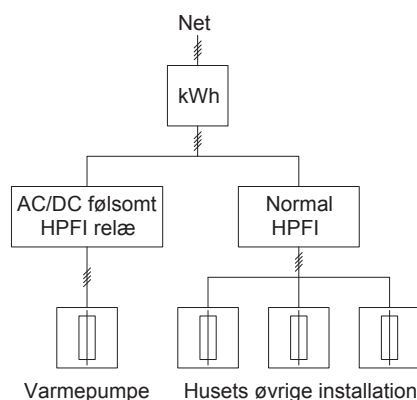 Net
kWh
AC/DC følsomt
HPFI relæ
Normal
HPFI
Varmepumpe
Husets øvrige installation